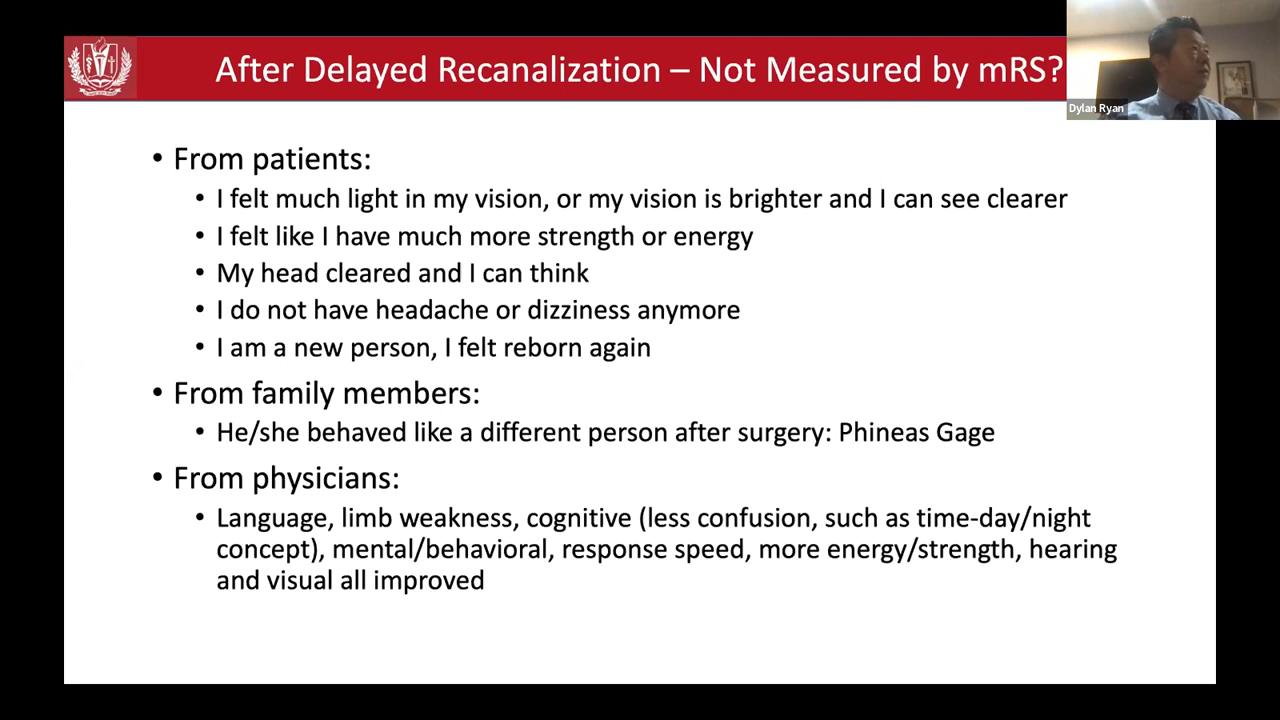 After Delayed Recanalization – Not Measured by mRS?
Dylan Ryan
• From patients:
• I felt much light in my vision, or my vision is brighter and I can see clearer
• I felt like I have much more strength or energy
• My head cleared and I can think
• I do not have headache or dizziness anymore
• I am a new person, I felt reborn again
• From family members:
• He/she behaved like a different person after surgery: Phineas Gage
• From physicians:
• Language, limb weakness, cognitive (less confusion, such as time-day/night
concept), mental/behavioral, response speed, more energy/strength, hearing
and visual all improved